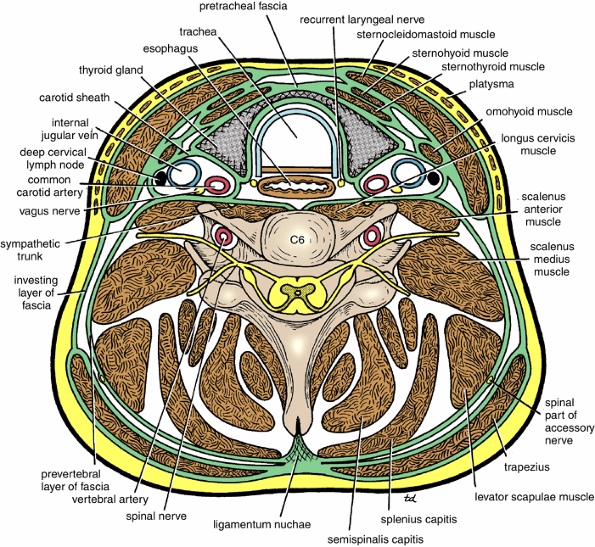 pretracheal fascia
recurrent laryngeal nerve
trachea
sternocleidomastoid muscle
esophagus
sternohyoid muscle
thyroid gland
sternothyroid muscle
platysma
carotid sheath
omohyoid muscle
internal
jugular vein
longus cervicis
muscle
deep cervical
lymph node
common
carotid artery
scalenus
anterior
muscle
vagus nerve
C6
sympathetic
trunk
scalenus
medius
muscle
investing
layer of
fascia
spinal
part of
accessory
nerve
prevertebral
layer of fascia
trapezius
vertebral artery
levator scapulae muscle
spinal nerve
ligamentum nuchae
splenius capitis
semispinalis capitis